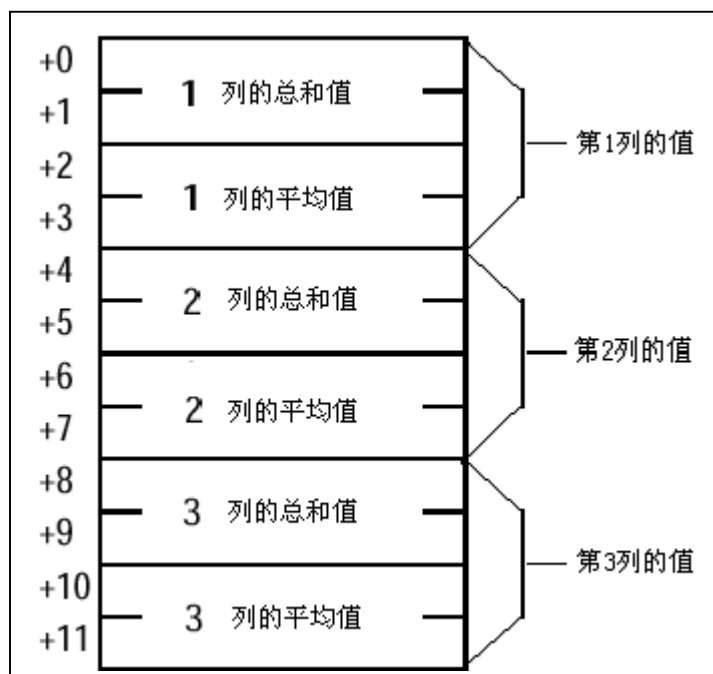 +0
+1
1 列的总和值
第1列的值
+2
+3
1 列的平均值
+4
+5
2 列的总和值
第2列的值
+6
+7
2 列的平均值
+8
+9
3 列的总和值
第3列的值
+10
+11
3 列的平均值